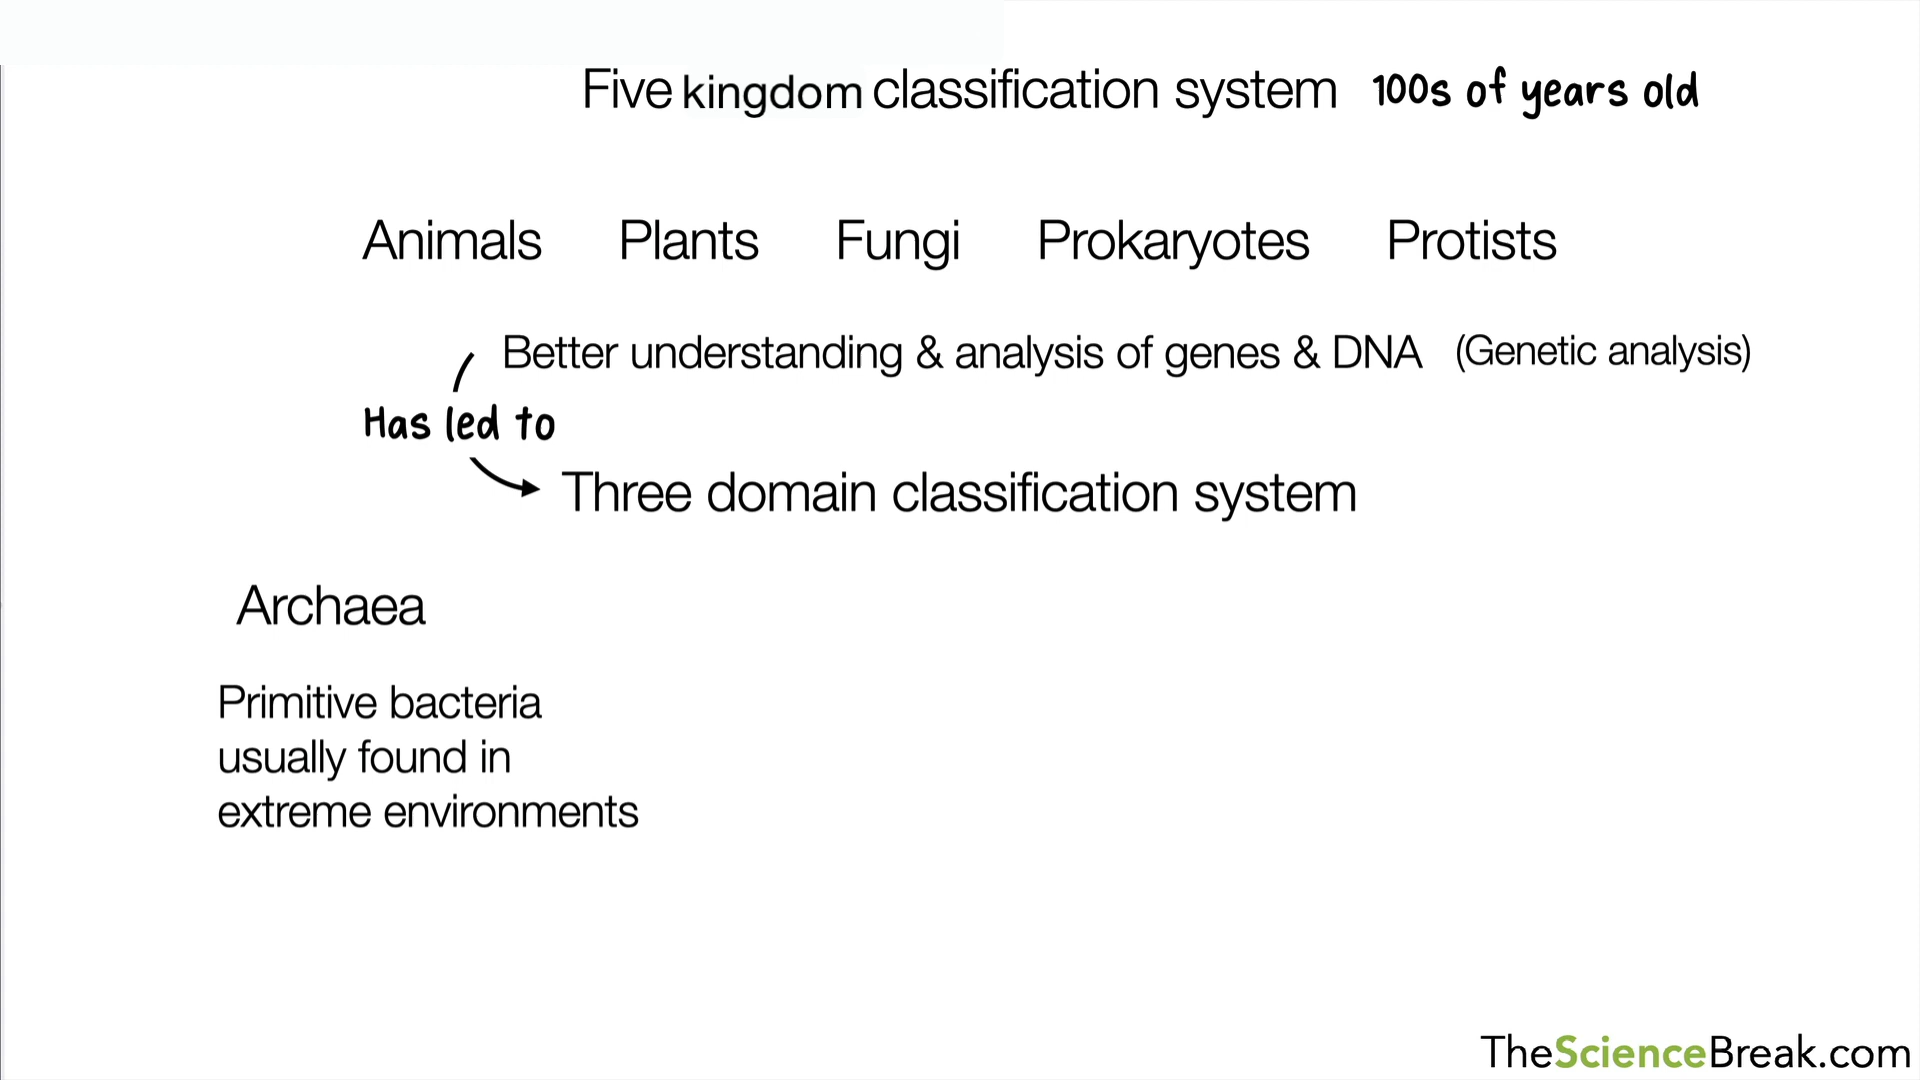 Five kingdom classification system 100s of years old
Animals Plants Fungi Prokaryotes Protists
Better understanding & analysis of genes & DNA (Genetic analysis)
Has led to
Three domain classification system
Archaea
Primitive bacteria
usually found in
extreme environments
TheScienceBreak.com